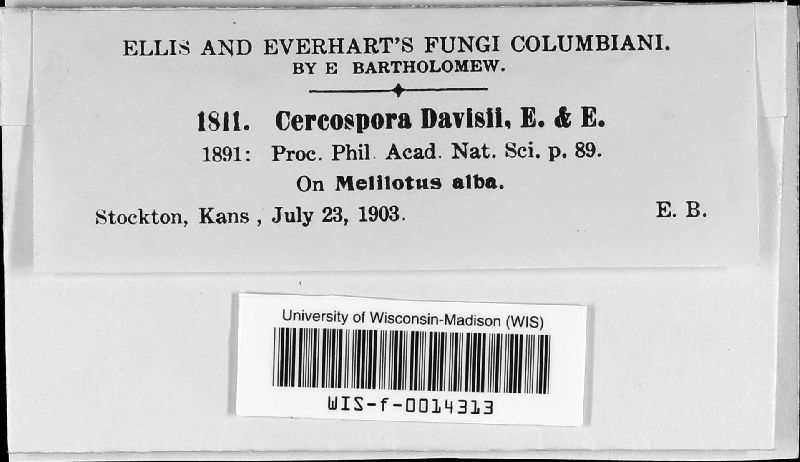 ELLIS AND EVERHART'S FUNGI COLUMBIANI.
BY E BARTHOLOMEW.
1811. Cercospora Davisii, E. & E.
1891: Proc. Phil. Acad. Nat. Sci. p. 89.
On Melilotus alba.
Stockton, Kans , July 23, 1903. E. B.
University of Wisconsin-Madison (WIS)
WIS-f-0014313